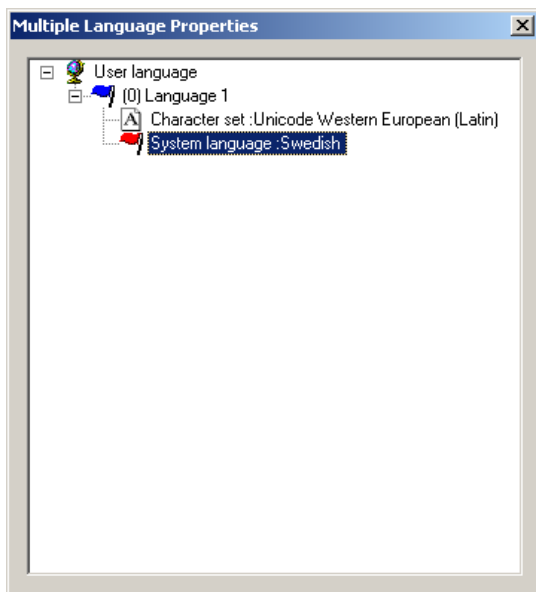 Multiple Language Properties
User language
(0) Language 1
Character set :Unicode Western European (Latin)
System language :Swedish